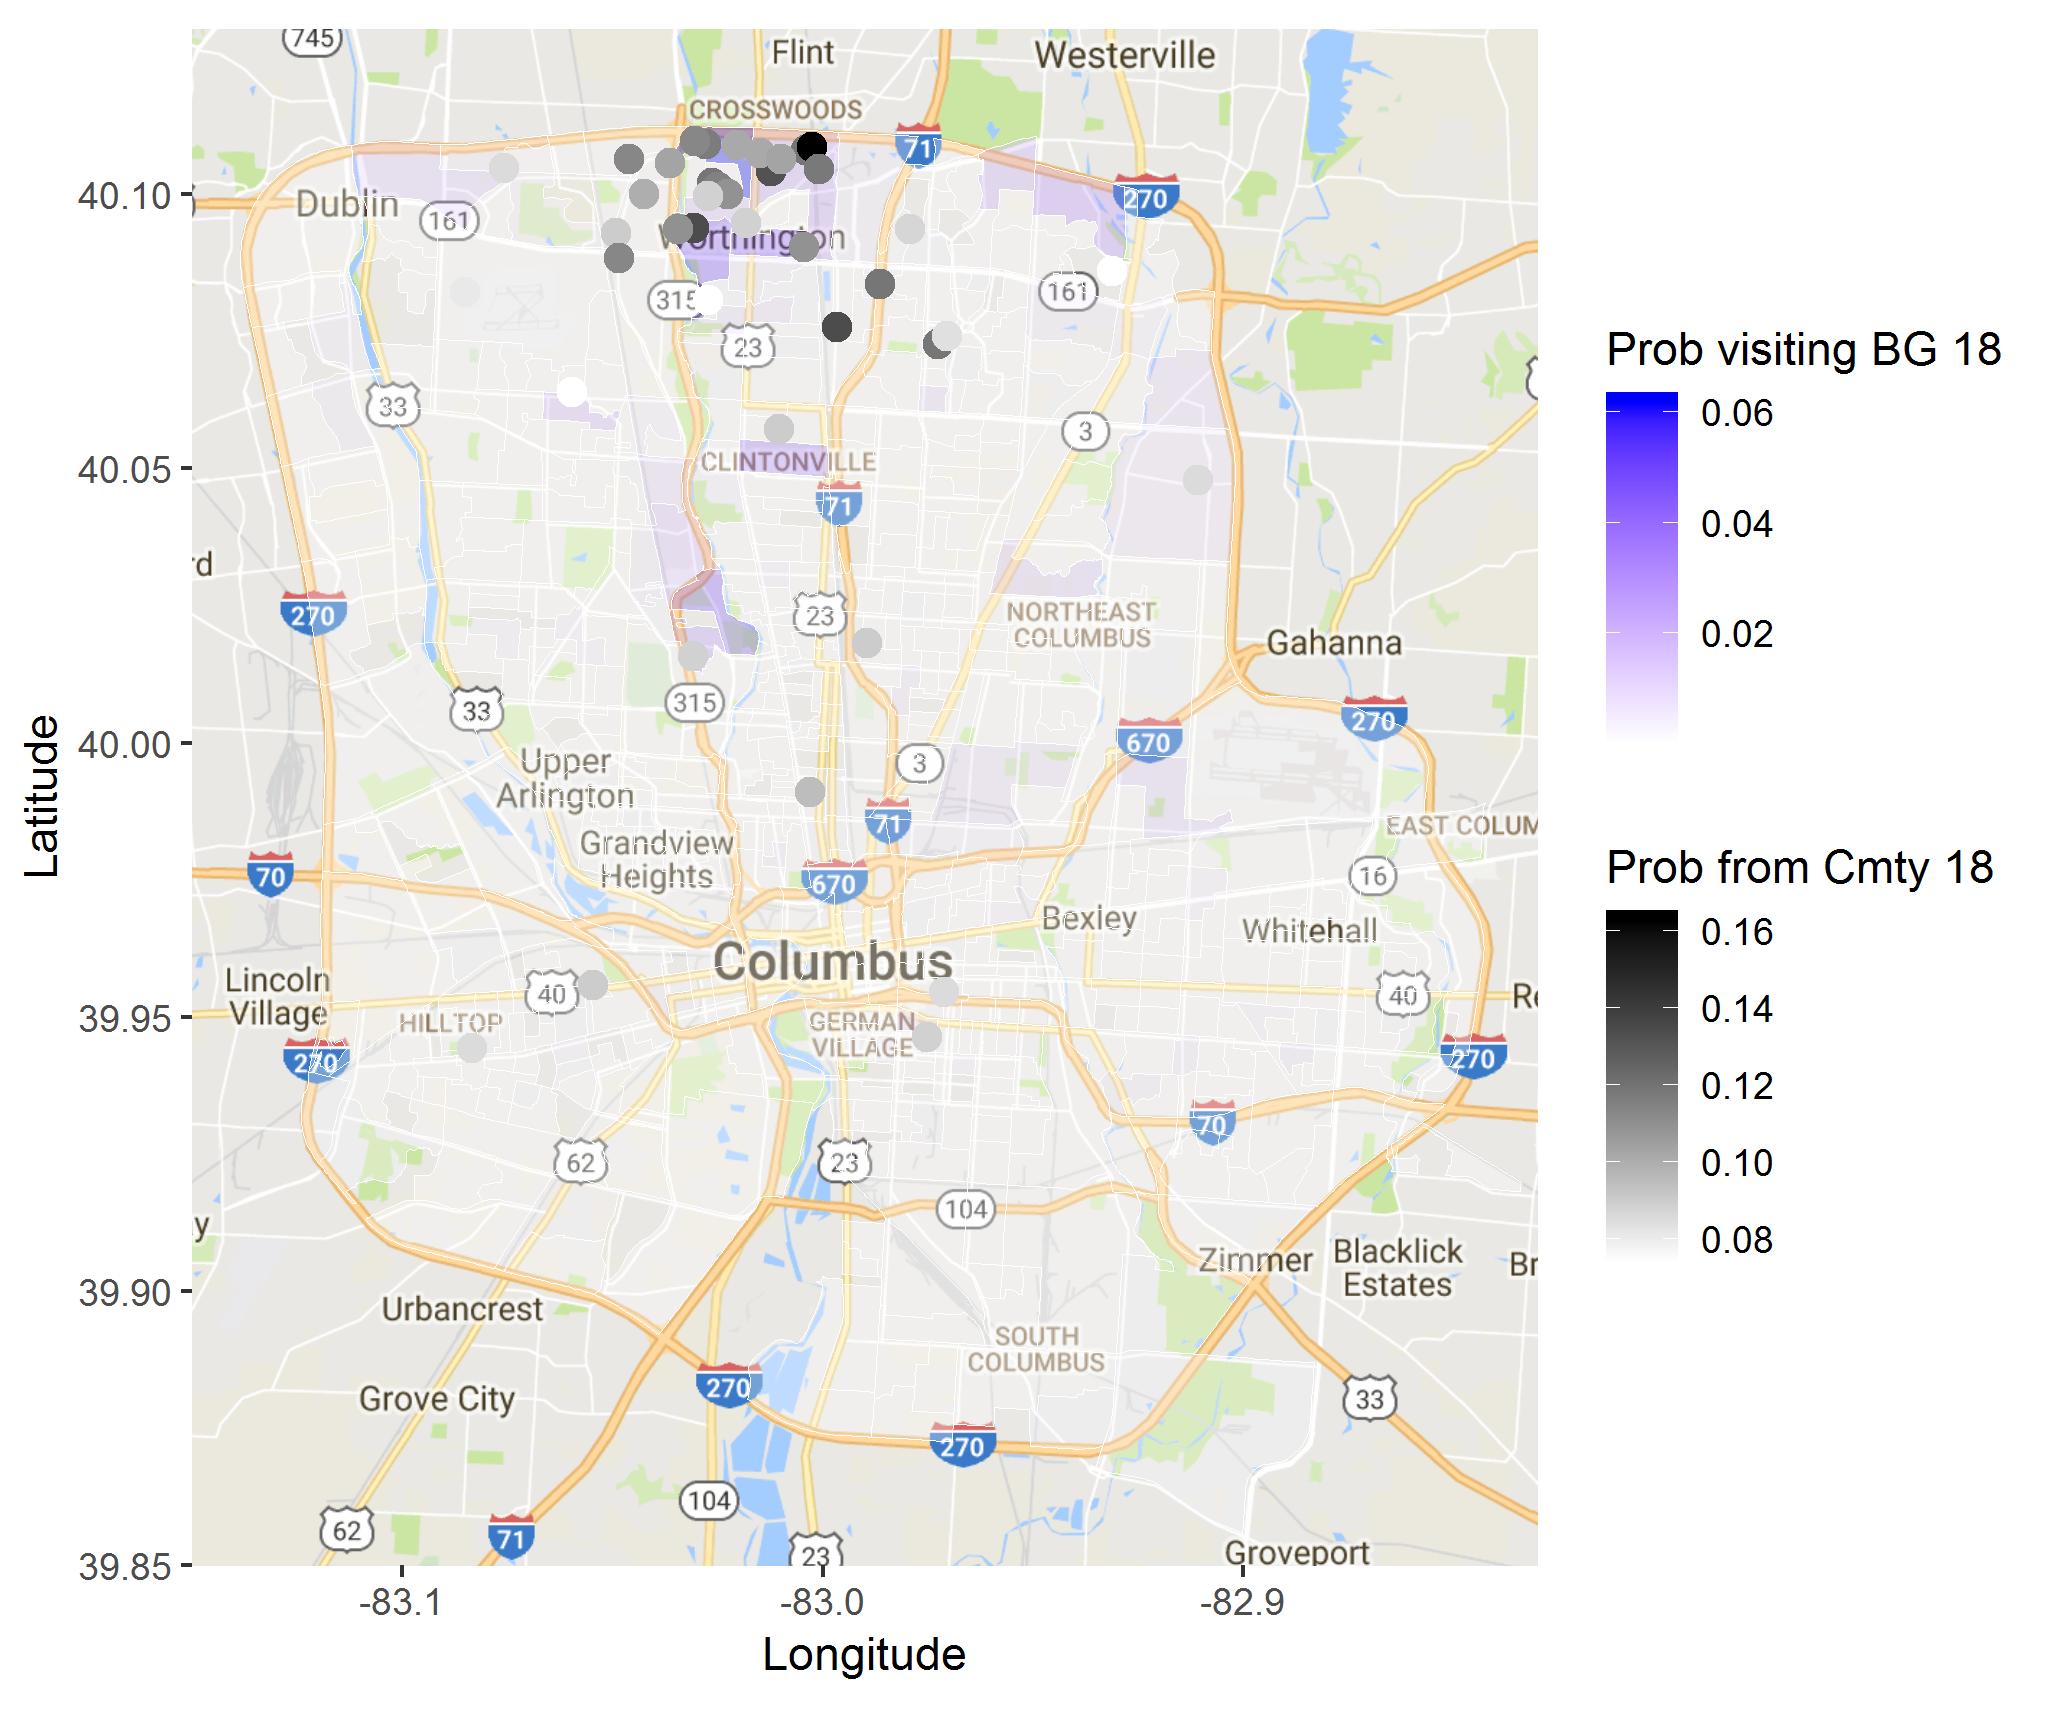 745
Flint
Westerville
CROSSWOODS
71
40.10
Dublin
270
161
Worthington
315
161
23
Prob visiting BG 18
33
3
0.06
40.05
CLINTONVILLE
71
0.04
rd
270
23
NORTHEAST
COLUMBUS
Gahanna
0.02
33
315
270
40.00
670
Latitude
Upper
Arlington
3
71
EAST COLUM
Grandview
Heights
Prob from Cmty 18
70
670
16
Bexley
Whitehall
0.16
Columbus
Lincoln
Village
40
40
Re
0.14
39.95
HILLTOP
GERMAN
VILLAGE
270
270
0.12
70
62
23
0.10
104
y
0.08
Zimmer
Blacklick
Estates
Br
39.90
Urbancrest
SOUTH
COLUMBUS
270
Grove City
33
270
104
62
71
23
Groveport
39.85
-83.1
-83.0
-82.9
Longitude